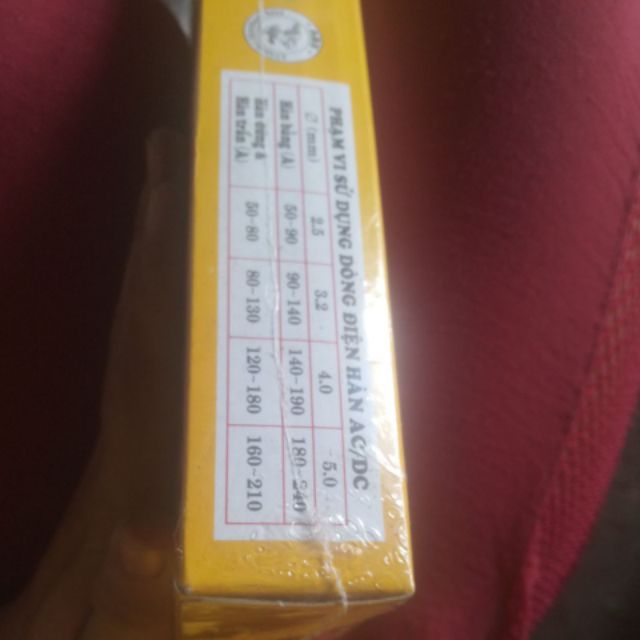 PHẠM VI SỬ DỤNG DÒNG ĐIỆN HÀN AC/DC
Ø (mm) 2.5 3.2 4.0 5.0
Hàn bằng (A) 50-90 90-140 140-190 180-240
Hàn đứng & Hàn trần (A) 50-80 80-130 120-180 160-210